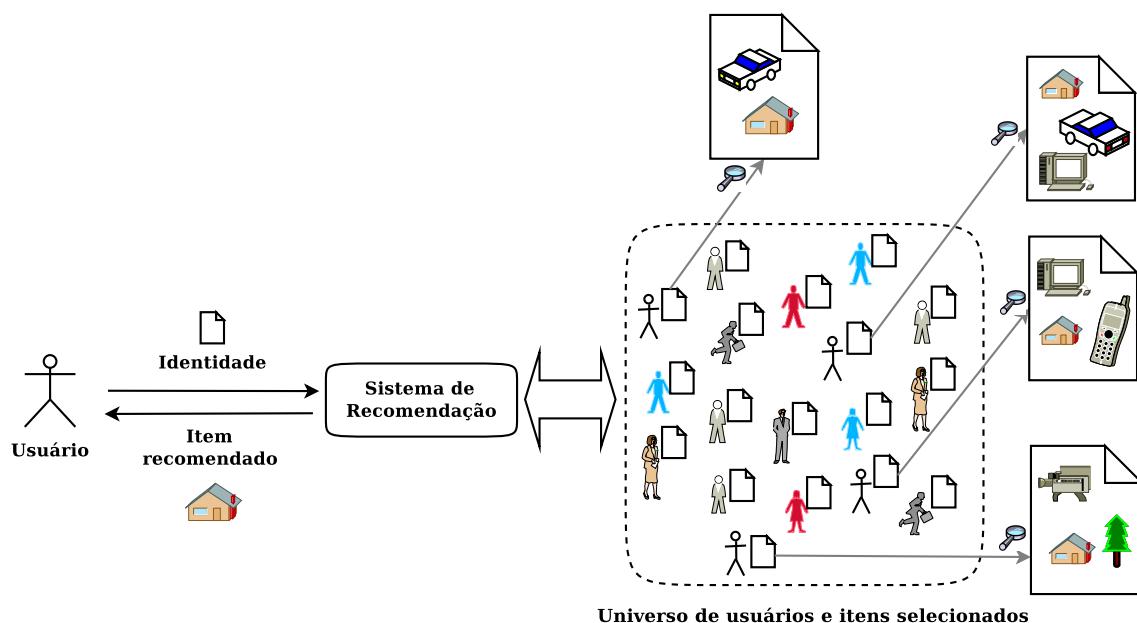 Identidade
Sistema de
Recomendação
Usuário
Item
recomendado
Universo de usuários e itens selecionados